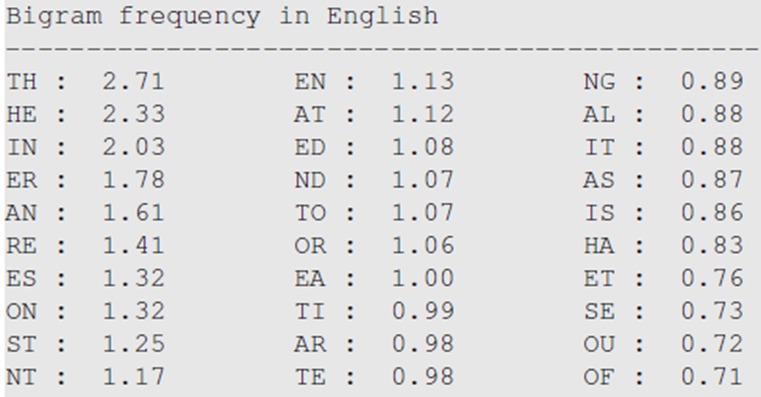 Bigram frequency in English
------------------------------------------------
TH : 2.71 EN : 1.13 NG : 0.89
HE : 2.33 AT : 1.12 AL : 0.88
IN : 2.03 ED : 1.08 IT : 0.88
ER : 1.78 ND : 1.07 AS : 0.87
AN : 1.61 TO : 1.07 IS : 0.86
RE : 1.41 OR : 1.06 HA : 0.83
ES : 1.32 EA : 1.00 ET : 0.76
ON : 1.32 TI : 0.99 SE : 0.73
ST : 1.25 AR : 0.98 OU : 0.72
NT : 1.17 TE : 0.98 OF : 0.71